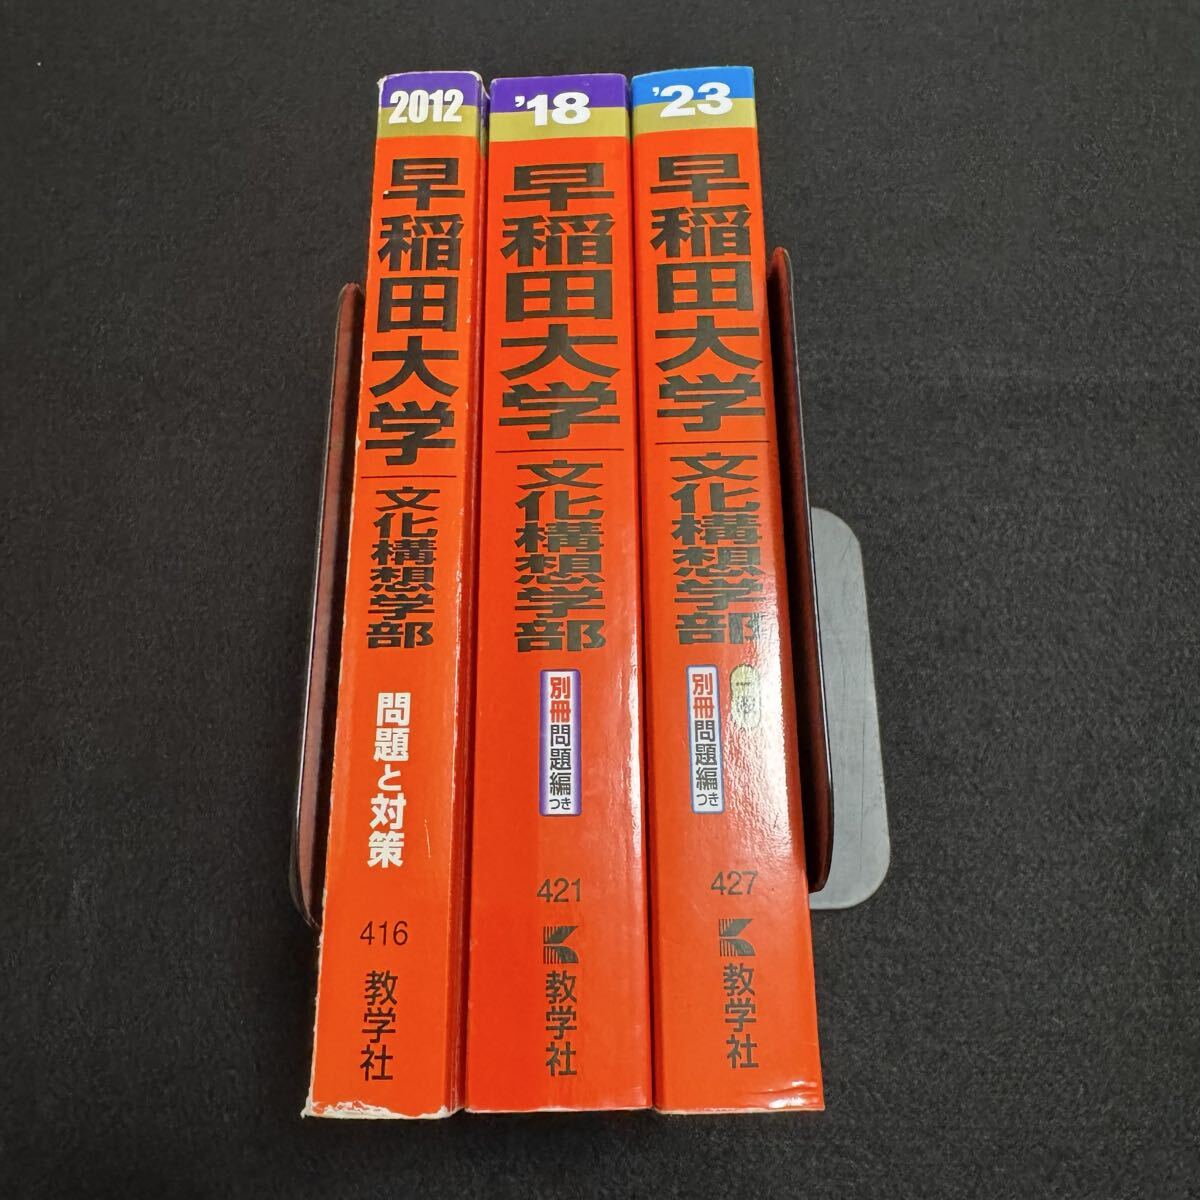 2012
早稲田大学
文化構想学部
問題と対策
416
教学社
'18
早稲田大学
文化構想学部
別冊問題編つき
421
教学社
'23
早稲田大学
文化構想学部
別冊問題編つき
427
教学社